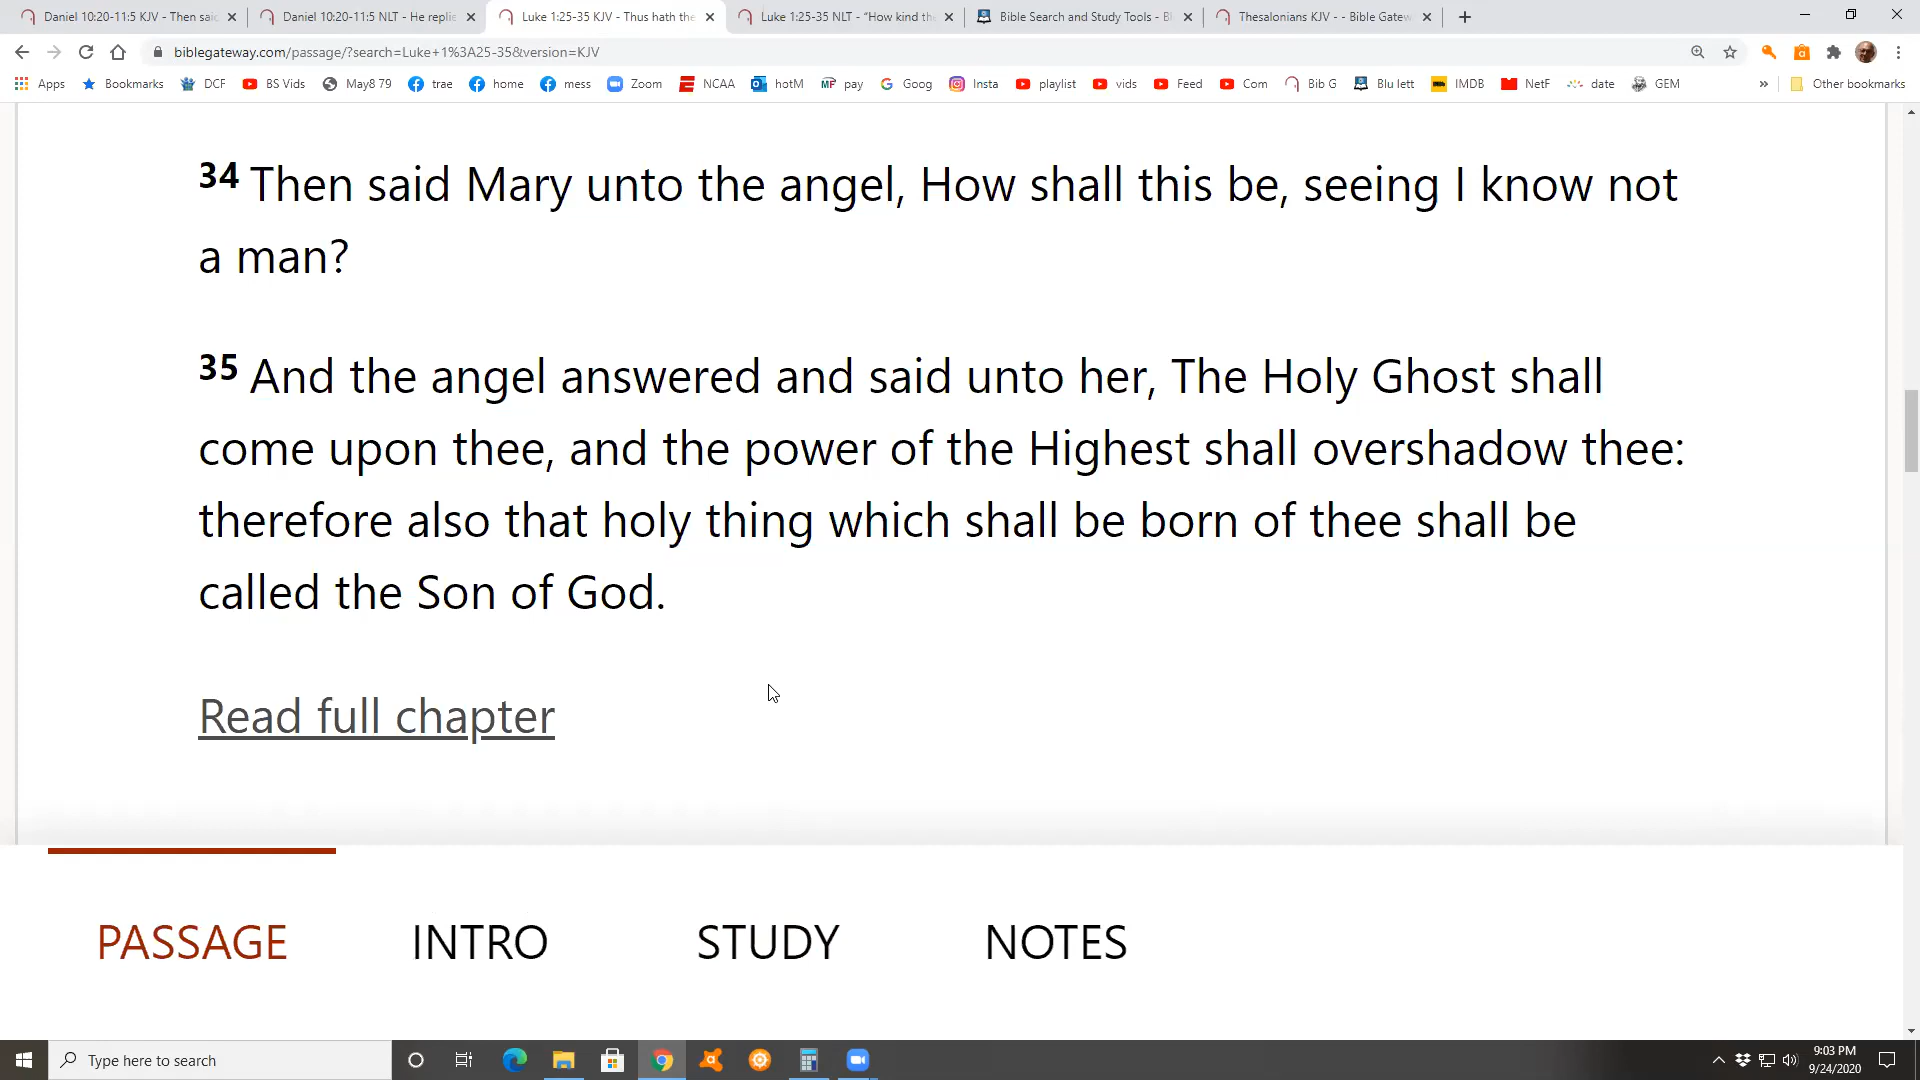 Daniel 10:20-11:5 KJV - Then said
Daniel 10:20-11:5 NLT - He replie
Luke 1:25-35 KJV - Thus hath the
Luke 1:25-35 NLT - “How kind the
Bible Search and Study Tools - Bl
Thesalonians KJV - - Bible Gatew
biblegateway.com/passage/?search=Luke+1%3A25-35&version=KJV
Apps Bookmarks DCF BS Vids May8 79 trae home mess Zoom NCAA hotM pay Goog Insta playlist vids Feed Com Bib G Blu lett IMDB NetF date GEM » Other bookmarks
34 Then said Mary unto the angel, How shall this be, seeing I know not
a man?
35 And the angel answered and said unto her, The Holy Ghost shall
come upon thee, and the power of the Highest shall overshadow thee:
therefore also that holy thing which shall be born of thee shall be
called the Son of God.
Read full chapter
PASSAGE INTRO STUDY NOTES
Type here to search
9:03 PM
9/24/2020